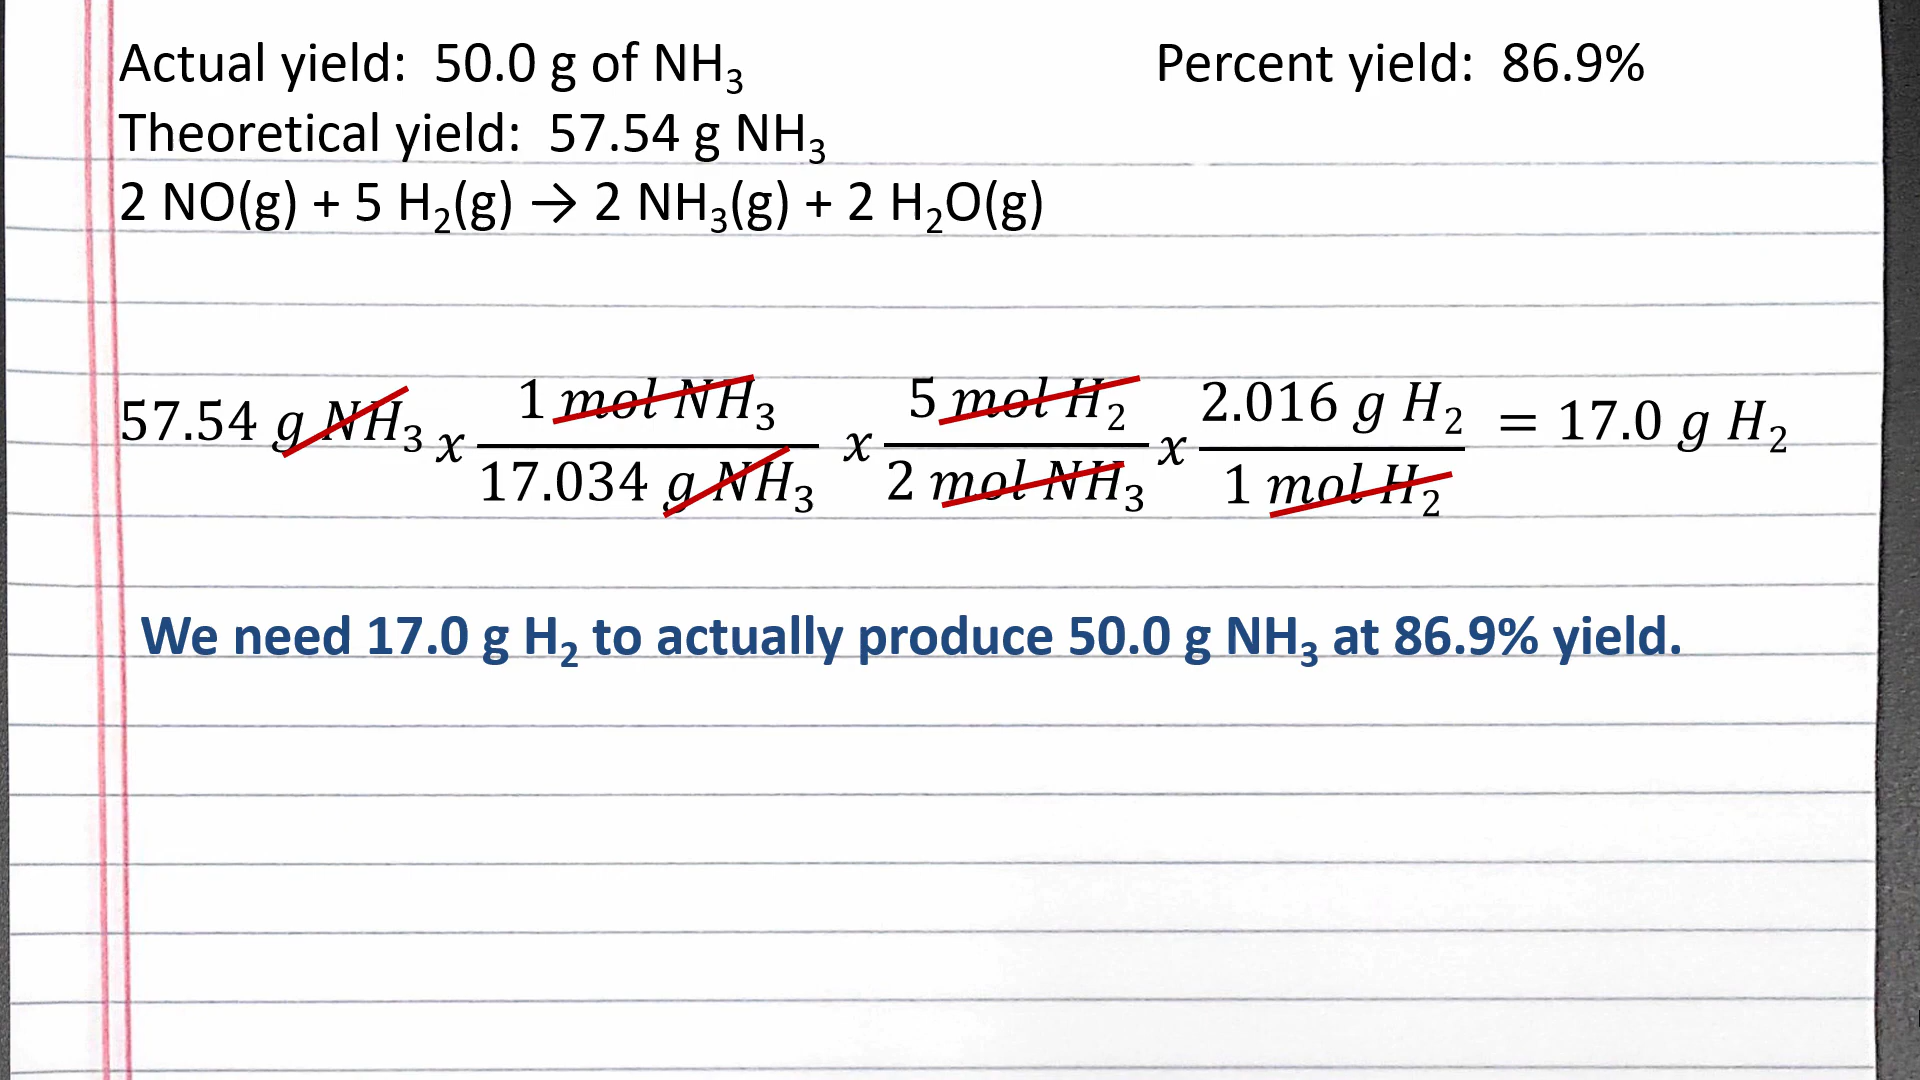 Actual yield: 50.0 g of NH₃ Percent yield: 86.9%
Theoretical yield: 57.54 g NH₃
2 NO(g) + 5 H₂(g) → 2 NH₃(g) + 2 H₂O(g)
57.54 g NH₃ x 1 mol NH₃ / 17.034 g NH₃ x 5 mol H₂ / 2 mol NH₃ x 2.016 g H₂ / 1 mol H₂ = 17.0 g H₂
We need 17.0 g H₂ to actually produce 50.0 g NH₃ at 86.9% yield.